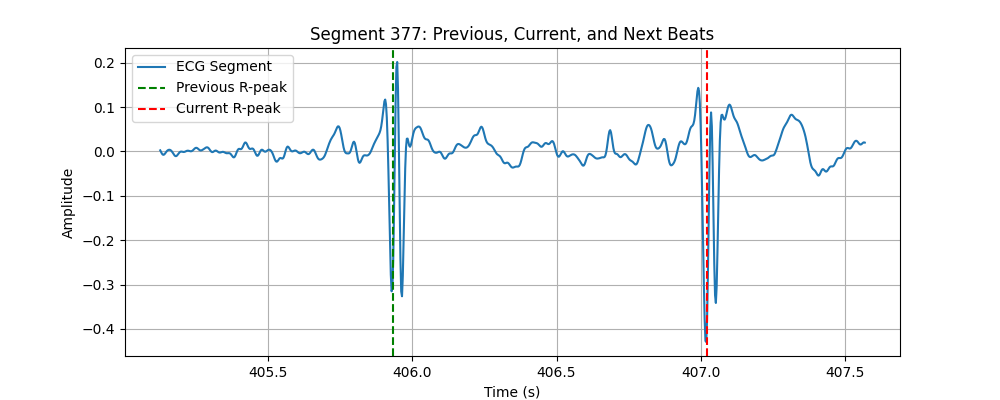 Segment 377: Previous, Current, and Next Beats
ECG Segment
Previous R-peak
Current R-peak
0.2
0.1
0.0
−0.1
−0.2
−0.3
−0.4
Amplitude
405.5 406.0 406.5 407.0 407.5
Time (s)